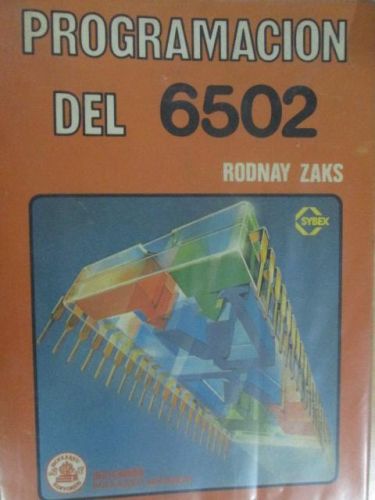 PROGRAMACION
DEL 6502
RODNAY ZAKS
SYBEX